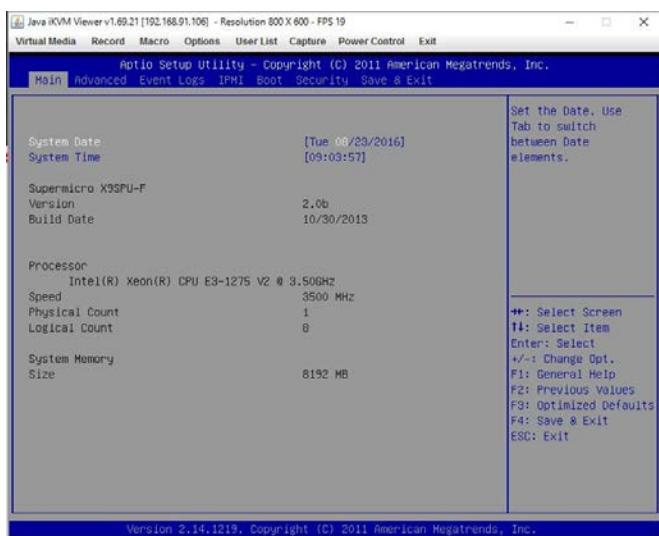 Java iKVM Viewer v1.69.21 [192.168.91.106] - Resolution 800 X 600 - FPS 19
Virtual Media Record Macro Options User List Capture Power Control Exit
Aptio Setup Utility - Copyright (C) 2011 American Megatrends, Inc.
Main Advanced Event Logs IPMI Boot Security Save & Exit
System Date [Tue 08/23/2016]
System Time [09:03:57]
Supermicro X9SPU-F
Version 2.0b
Build Date 10/30/2013
Processor
Intel(R) Xeon(R) CPU E3-1275 V2 @ 3.50GHz
Speed 3500 MHz
Physical Count 1
Logical Count 8
System Memory
Size 8192 MB
Set the Date. Use
Tab to switch
between Date
elements.
↔: Select Screen
↑↓: Select Item
Enter: Select
+/-: Change Opt.
F1: General Help
F2: Previous Values
F3: Optimized Defaults
F4: Save & Exit
ESC: Exit
Version 2.14.1219. Copyright (C) 2011 American Megatrends, Inc.